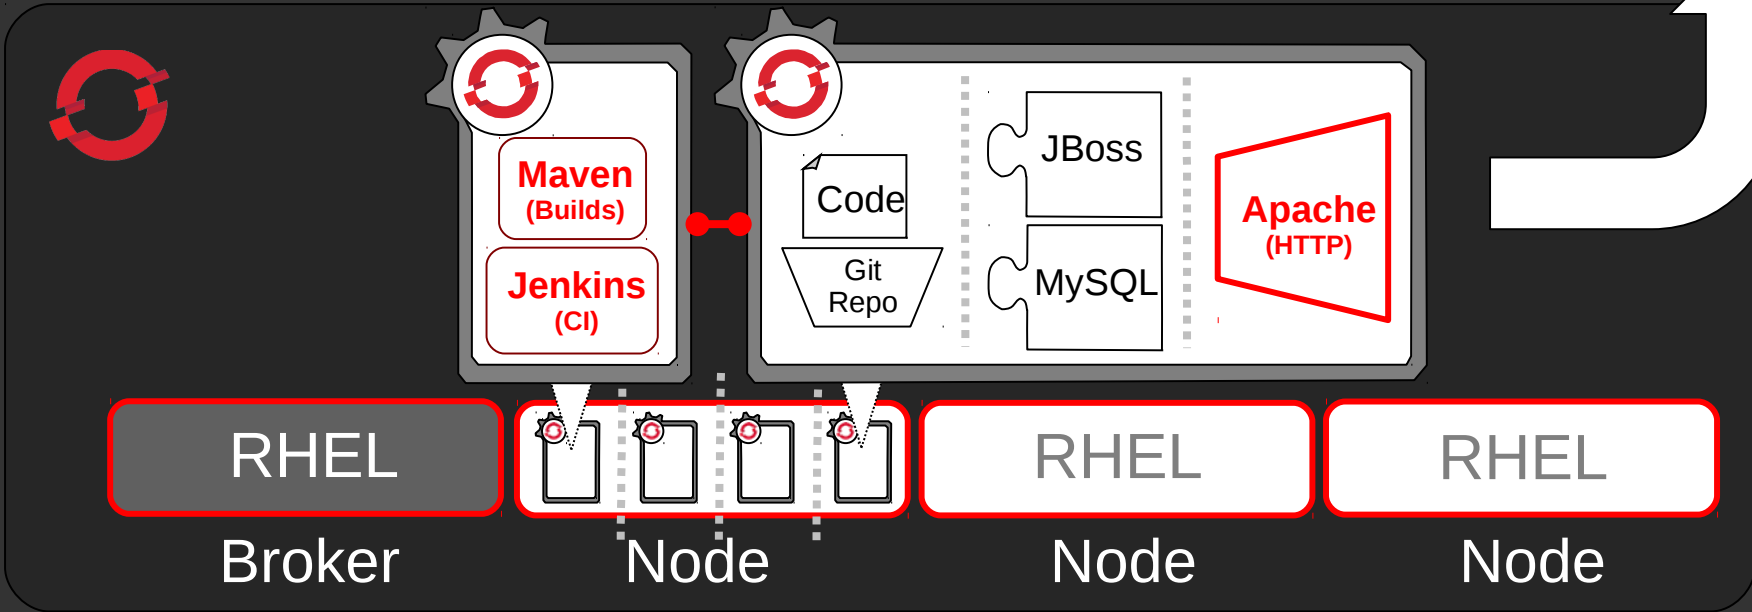 Maven
(Builds)
Jenkins
(CI)
Code
Git
Repo
JBoss
MySQL
Apache
(HTTP)
RHEL
RHEL
RHEL
Broker
Node
Node
Node